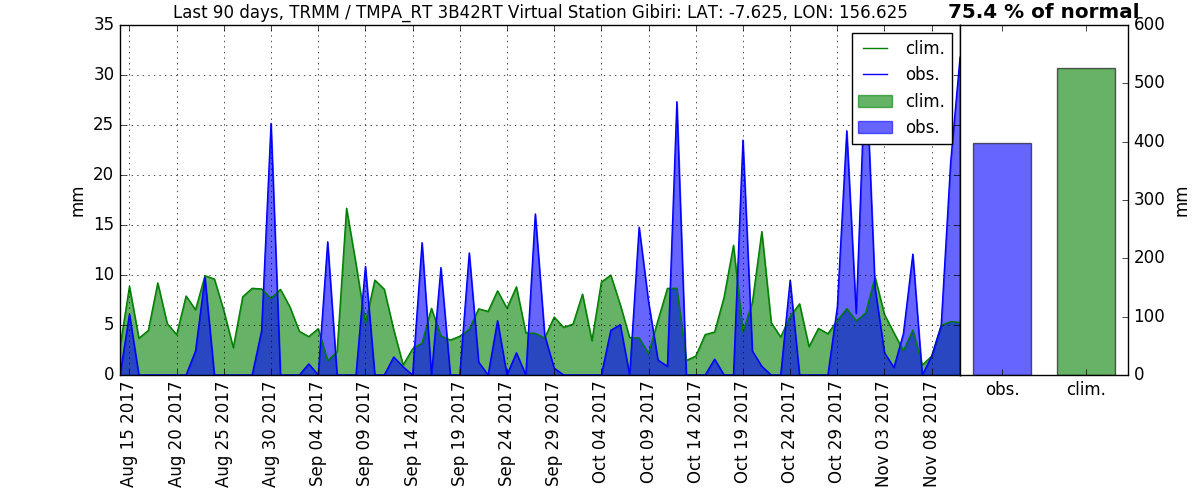 Last 90 days, TRMM / TMPA_RT 3B42RT Virtual Station Gibiri: LAT: -7.625, LON: 156.625
75.4 % of normal
35
30
25
20
15
10
5
0
mm
clim.
obs.
clim.
obs.
600
500
400
300
200
100
0
mm
Aug 15 2017
Aug 20 2017
Aug 25 2017
Aug 30 2017
Sep 04 2017
Sep 09 2017
Sep 14 2017
Sep 19 2017
Sep 24 2017
Sep 29 2017
Oct 04 2017
Oct 09 2017
Oct 14 2017
Oct 19 2017
Oct 24 2017
Oct 29 2017
Nov 03 2017
Nov 08 2017
obs.
clim.